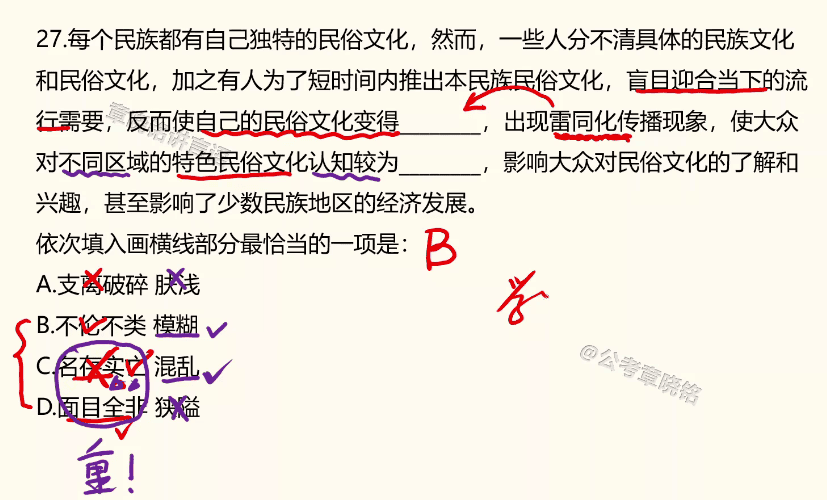 27.每个民族都有自己独特的民俗文化，然而，一些人分不清具体的民族文化
和民俗文化，加之有人为了短时间内推出本民族民俗文化，盲目迎合当下的流
行需要，反而使自己的民俗文化变得_______，出现雷同化传播现象，使大众
对不同区域的特色民俗文化认知较为_______，影响大众对民俗文化的了解和
兴趣，甚至影响了少数民族地区的经济发展。
依次填入画横线部分最恰当的一项是： B
A.支离破碎 肤浅
学
B.不伦不类 模糊
C.名存实亡 混乱
@公考章晓铭
D.面目全非 狭隘
重！